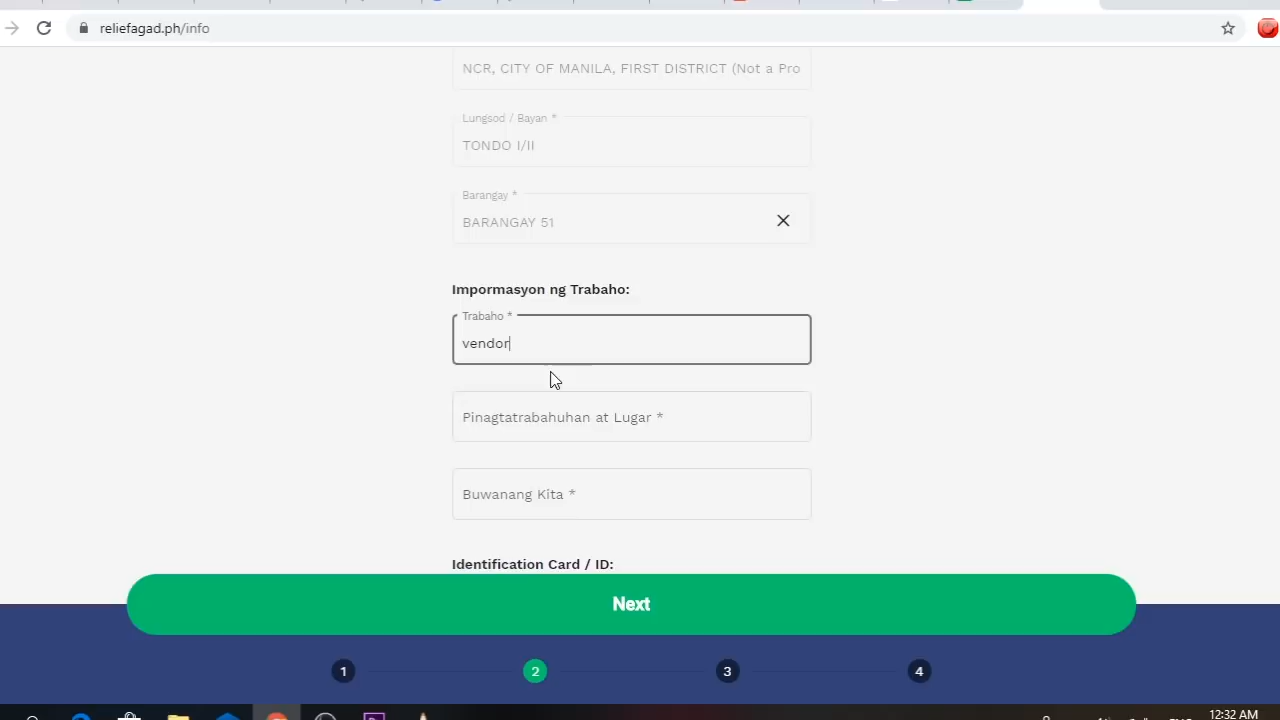 reliefagad.ph/info
NCR, CITY OF MANILA, FIRST DISTRICT (Not a Pro
Lungsod / Bayan *
TONDO I/II
Barangay *
BARANGAY 51
Impormasyon ng Trabaho:
Trabaho *
vendor
Pinagtatrabahuhan at Lugar *
Buwanang Kita *
Identification Card / ID:
Next
1 2 3 4
12:32 AM